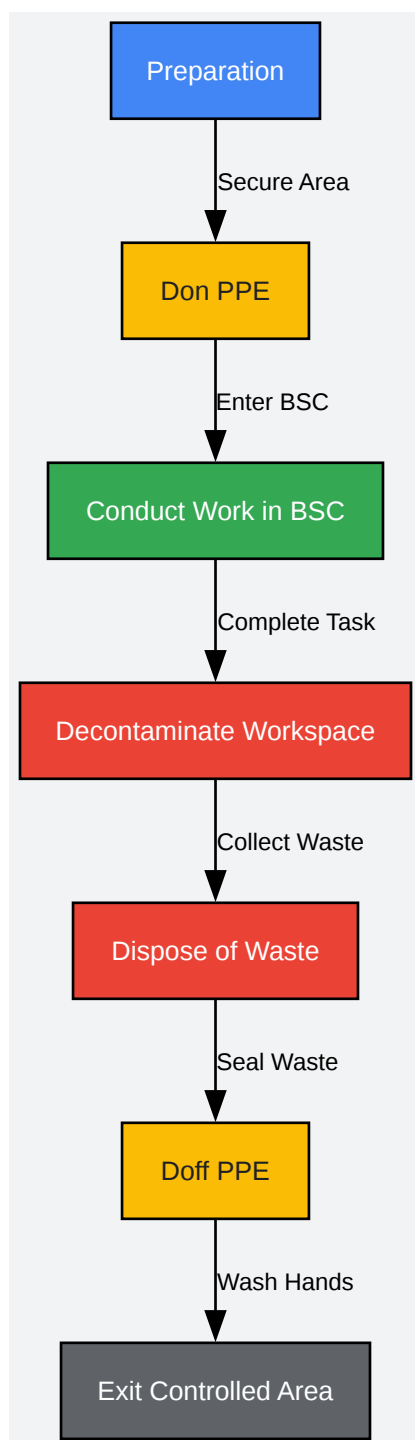 Preparation
Secure Area
Don PPE
Enter BSC
Conduct Work in BSC
Complete Task
Decontaminate Workspace
Collect Waste
Dispose of Waste
Seal Waste
Doff PPE
Wash Hands
Exit Controlled Area